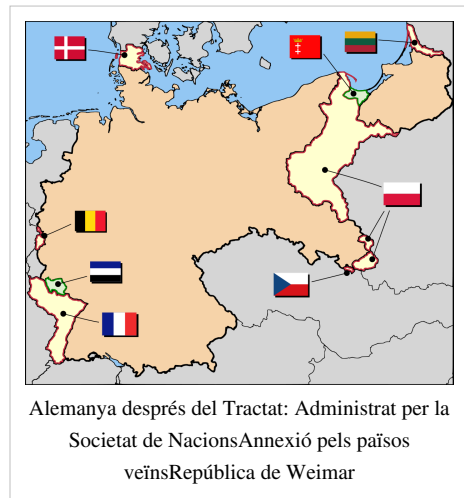 Alemanya després del Tractat: Administrat per la
Societat de NacionsAnnexió pels països
veïnsRepública de Weimar